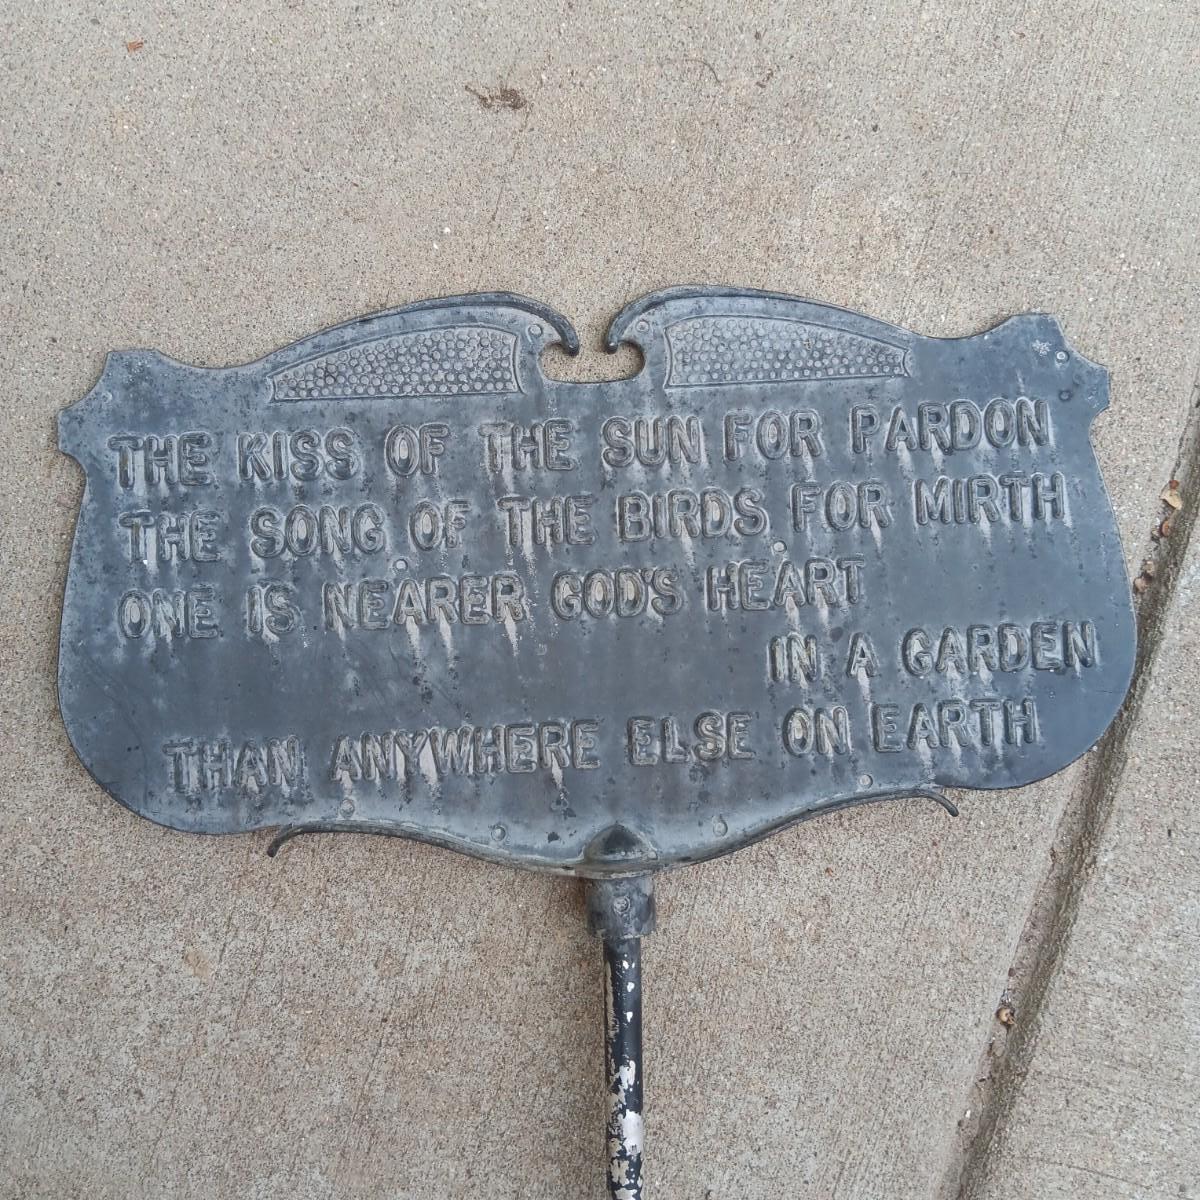 THE KISS OF THE SUN FOR PARDON
THE SONG OF THE BIRDS FOR MIRTH
ONE IS NEARER GOD'S HEART
IN A GARDEN
THAN ANYWHERE ELSE ON EARTH